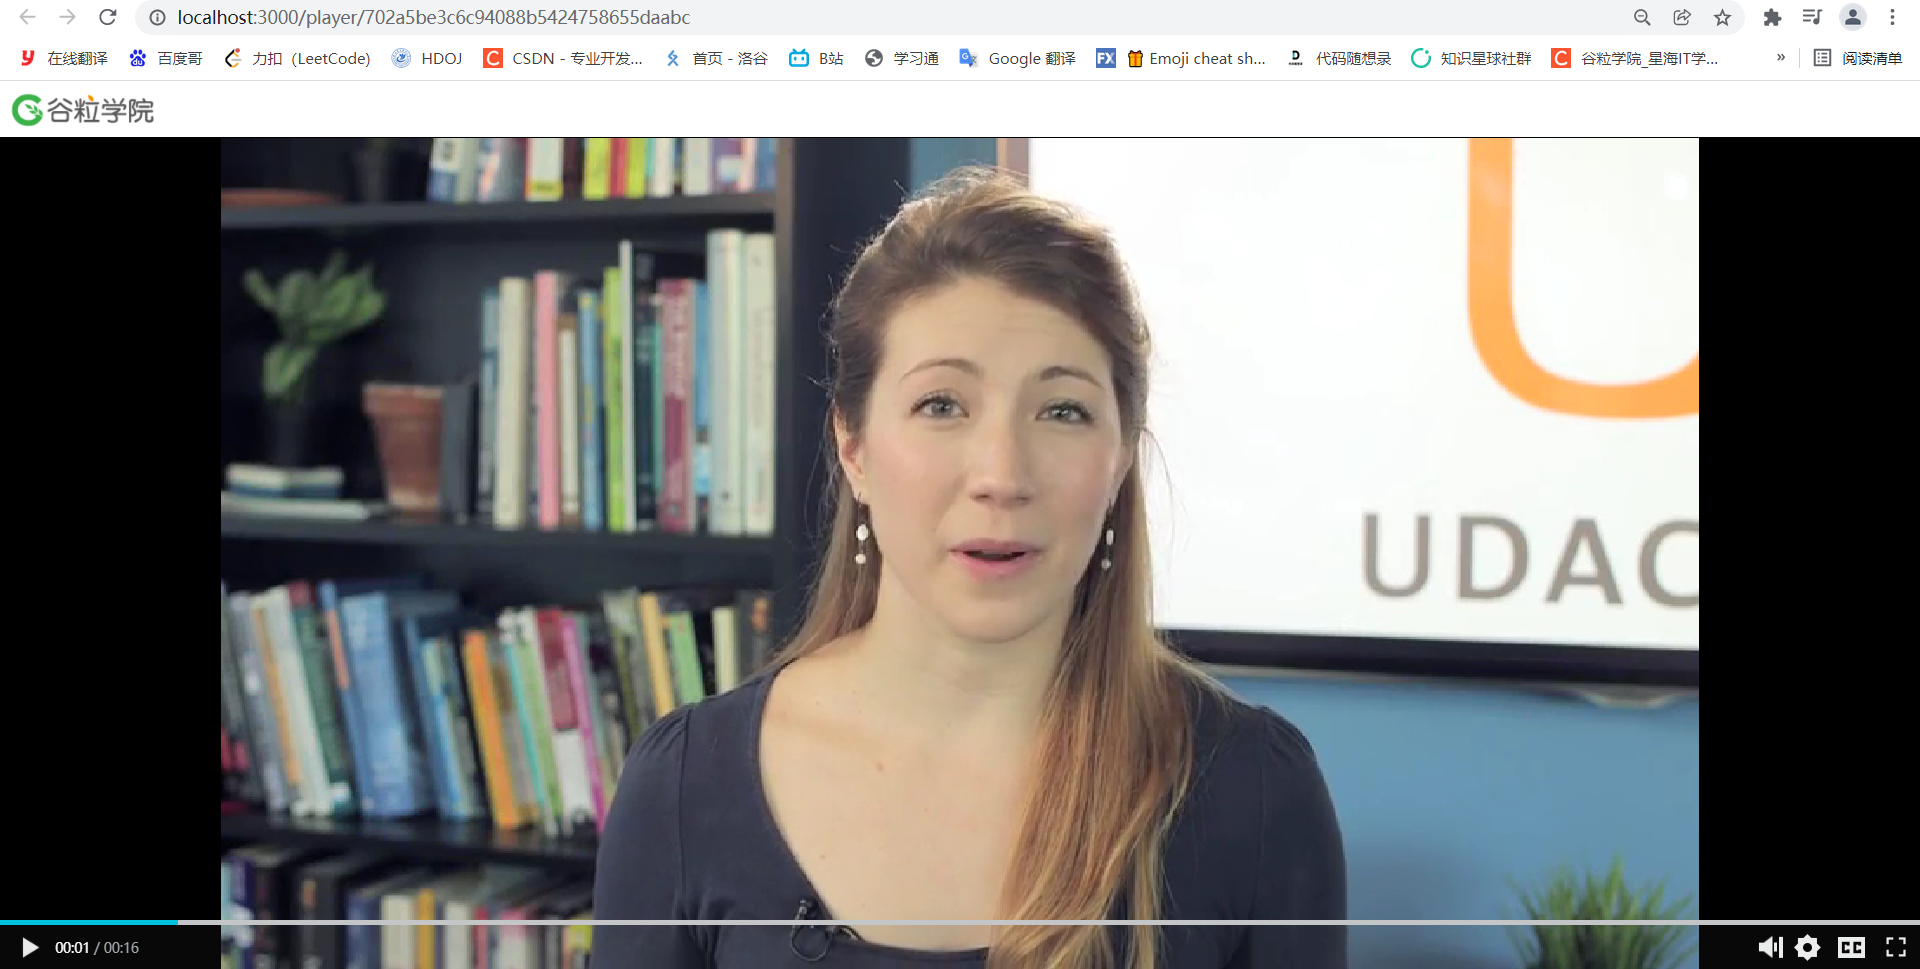 localhost:3000/player/702a5be3c6c94088b5424758655daabc
在线翻译 百度哥 力扣（LeetCode） HDOJ CSDN - 专业开发... 首页 - 洛谷 B站 学习通 Google 翻译 FX Emoji cheat sh... 代码随想录 知识星球社群 C 谷粒学院_星海IT学... » 阅读清单
谷粒学院
U
UDAC
00:01 / 00:16
CC